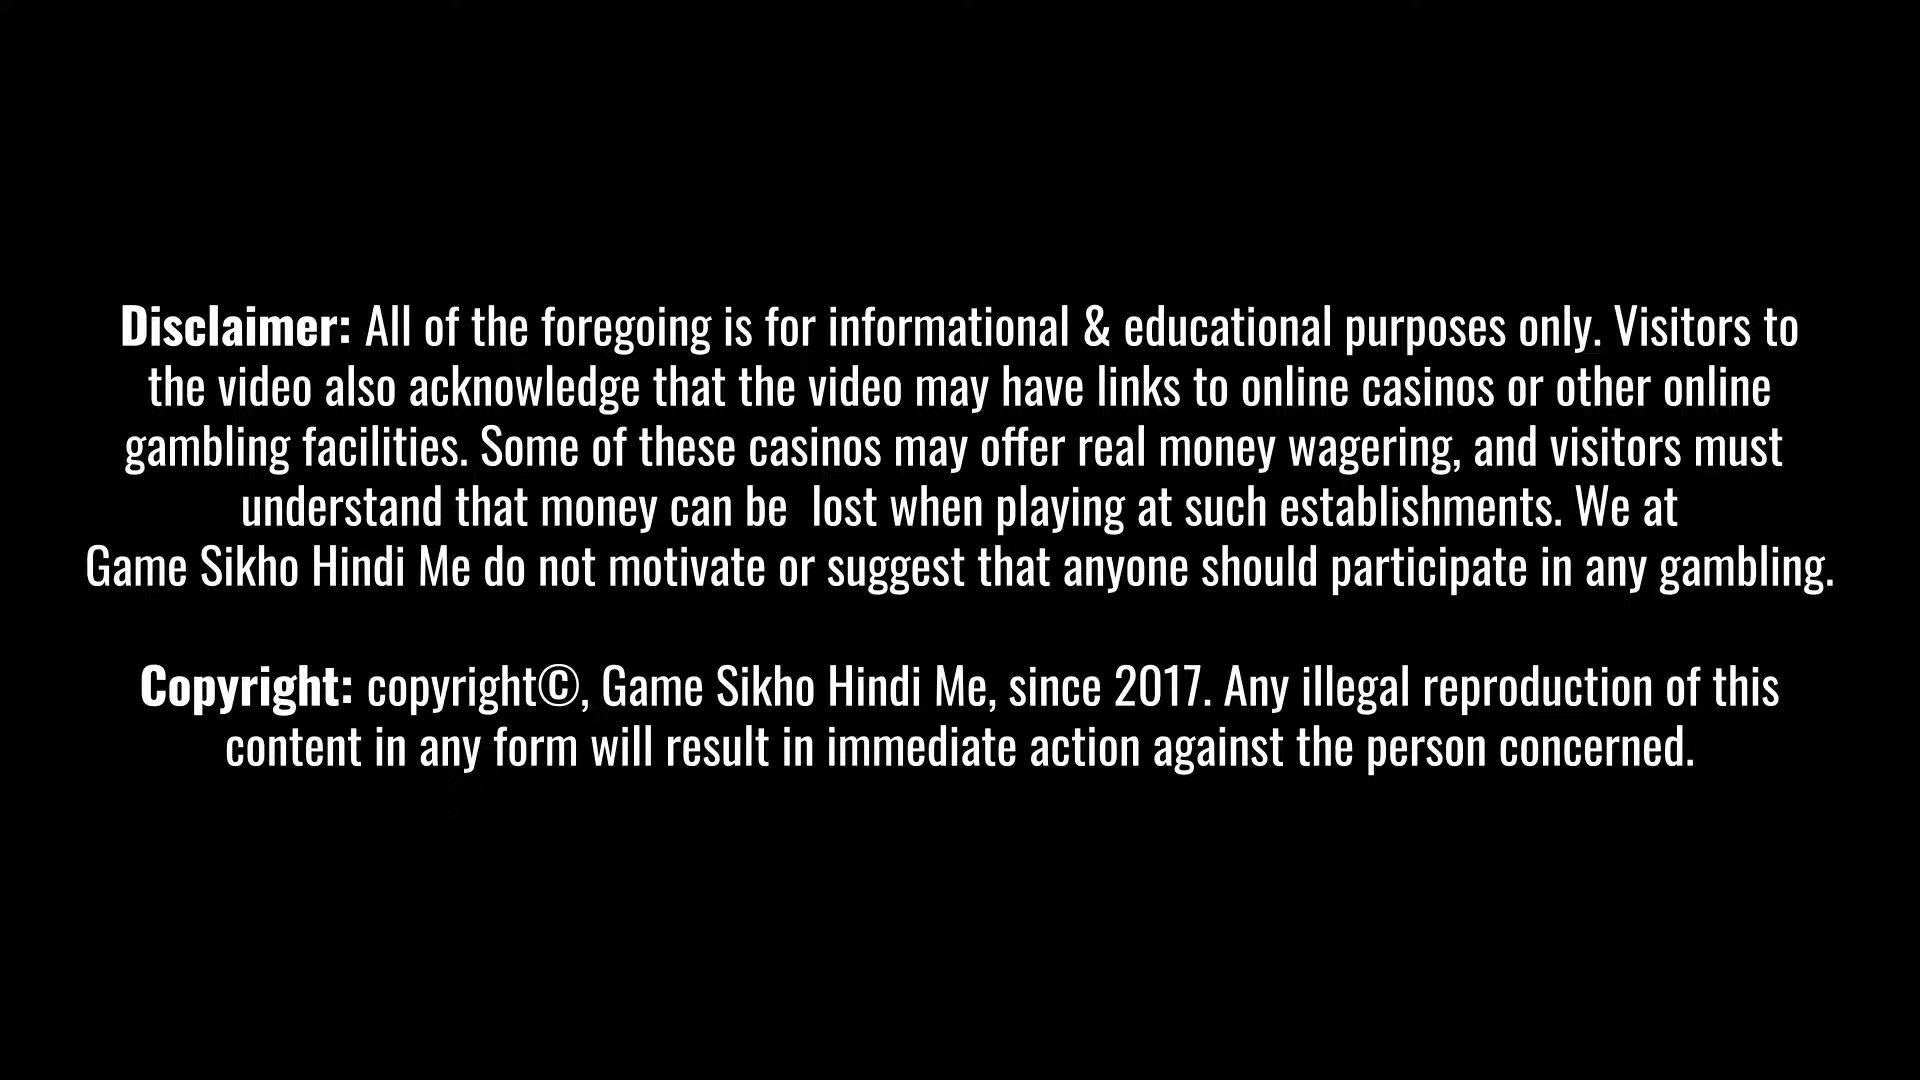 Disclaimer: All of the foregoing is for informational & educational purposes only. Visitors to
the video also acknowledge that the video may have links to online casinos or other online
gambling facilities. Some of these casinos may offer real money wagering, and visitors must
understand that money can be  lost when playing at such establishments. We at
Game Sikho Hindi Me do not motivate or suggest that anyone should participate in any gambling.
Copyright: copyright©, Game Sikho Hindi Me, since 2017. Any illegal reproduction of this
content in any form will result in immediate action against the person concerned.